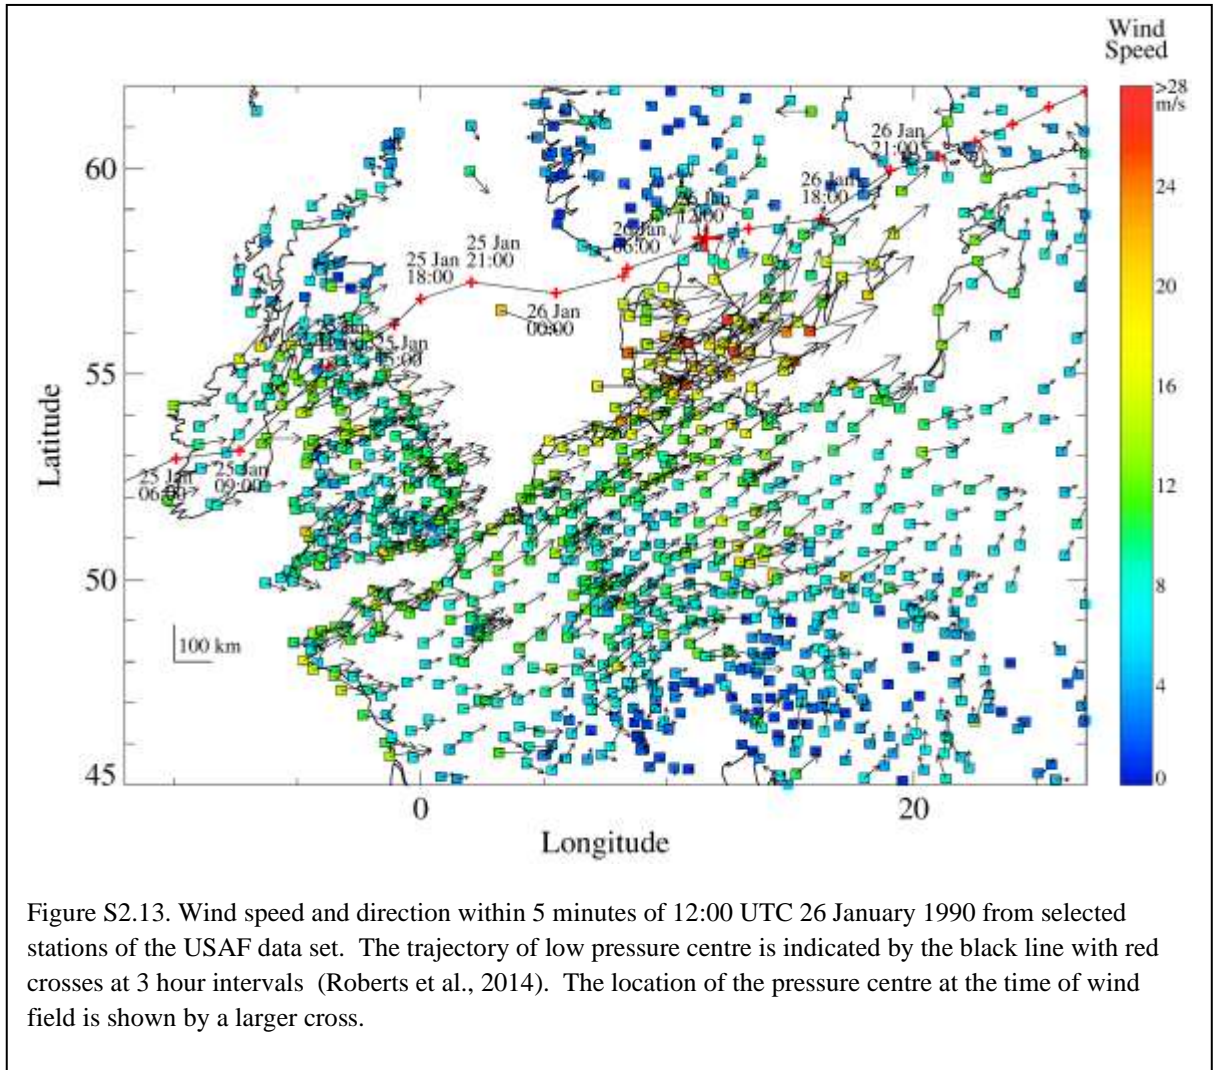 Wind
Speed
>28
m/s
24
20
16
12
8
4
0
60
55
50
45
Latitude
0
20
Longitude
100 km
25 Jan
06:00
25 Jan
09:00
25 Jan
15:00
25 Jan
18:00
25 Jan
21:00
26 Jan
00:00
26 Jan
06:00
26 Jan
12:00
26 Jan
18:00
26 Jan
21:00
Figure S2.13. Wind speed and direction within 5 minutes of 12:00 UTC 26 January 1990 from selected
stations of the USAF data set. The trajectory of low pressure centre is indicated by the black line with red
crosses at 3 hour intervals (Roberts et al., 2014). The location of the pressure centre at the time of wind
field is shown by a larger cross.